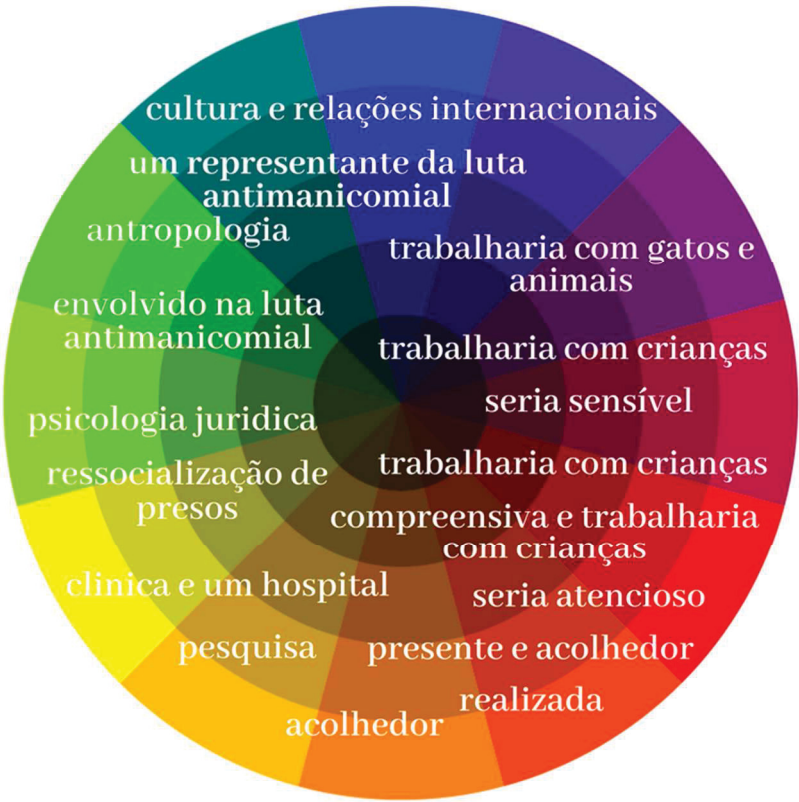 cultura e relações internacionais
um representante da luta
antimanicomial
antropologia
trabalharia com gatos e
animais
envolvido na luta
antimanicomial
trabalharia com crianças
seria sensível
psicologia juridica
trabalharia com crianças
ressocialização de
presos
compreensiva e trabalharia
com crianças
clinica e um hospital
seria atencioso
pesquisa
presente e acolhedor
realizada
acolhedor